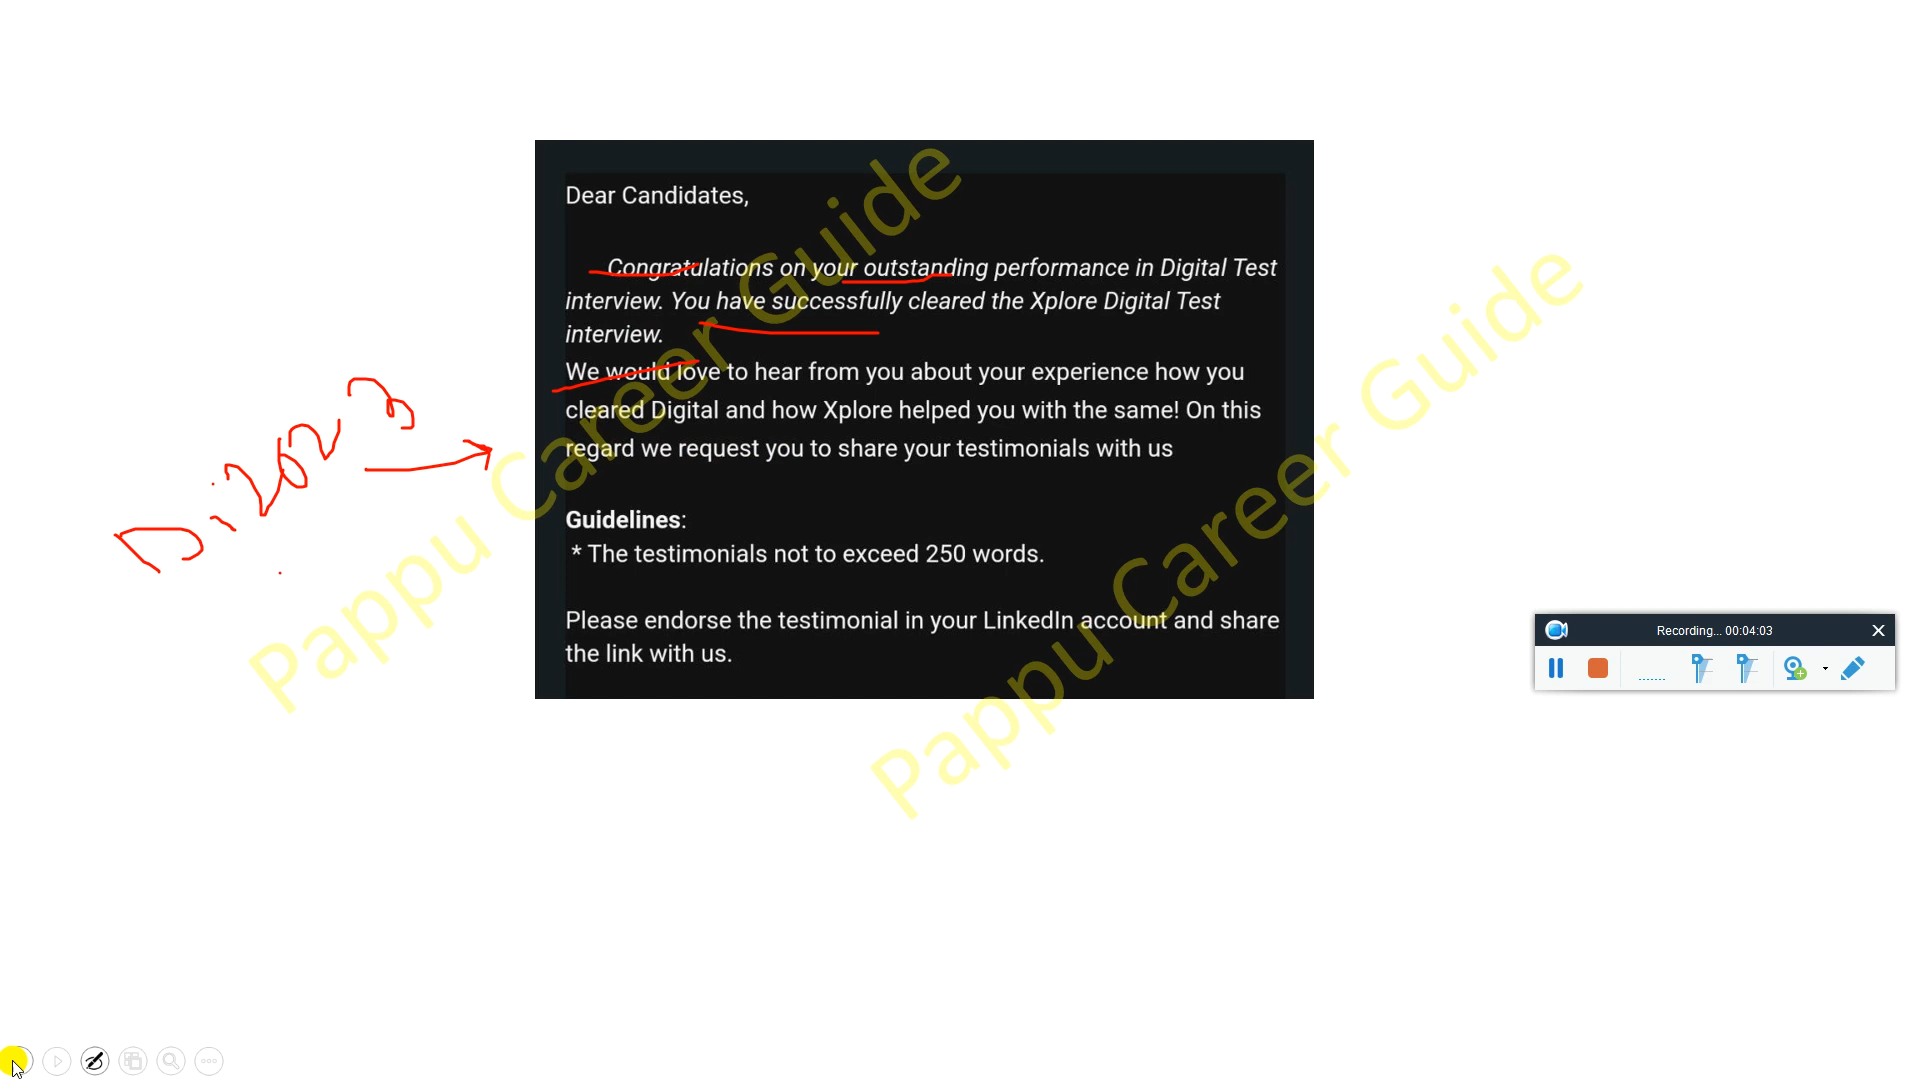 Dear Candidates,
Congratulations on your outstanding performance in Digital Test
interview. You have successfully cleared the Xplore Digital Test
interview.
We would love to hear from you about your experience how you
cleared Digital and how Xplore helped you with the same! On this
regard we request you to share your testimonials with us
Guidelines:
* The testimonials not to exceed 250 words.
Please endorse the testimonial in your LinkedIn account and share
the link with us.
Pappu Career Guide
Pappu Career Guide
Recording... 00:04:03